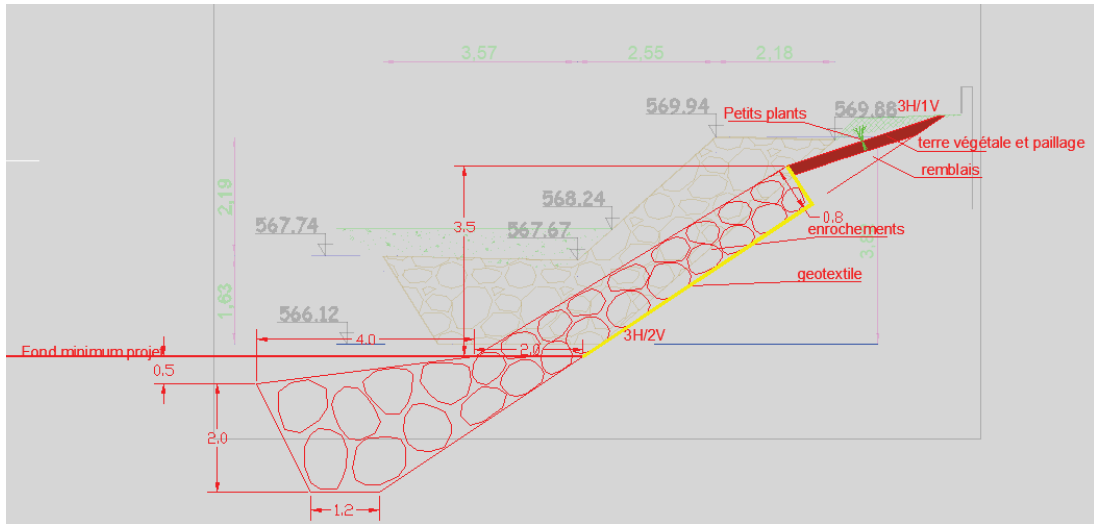 3,57
2,55
2,18
569.94
569.88
3H/1V
Petits plants
terre végétale et paillage
remblais
2,19
568.24
567.74
567.67
3.5
0.8
enrochements
geotextile
1,63
566.12
3H/2V
4.0
2.0
Fond minimum projet
0.5
2.0
1.2